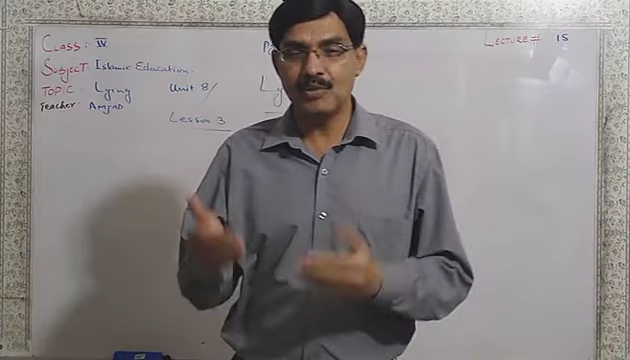 CLASS: IV
SUBJECT: Islamic Education.
TOPIC : Lying Unit 8/
Teacher: AMJAD
Lesson 3
LECTURE# 15